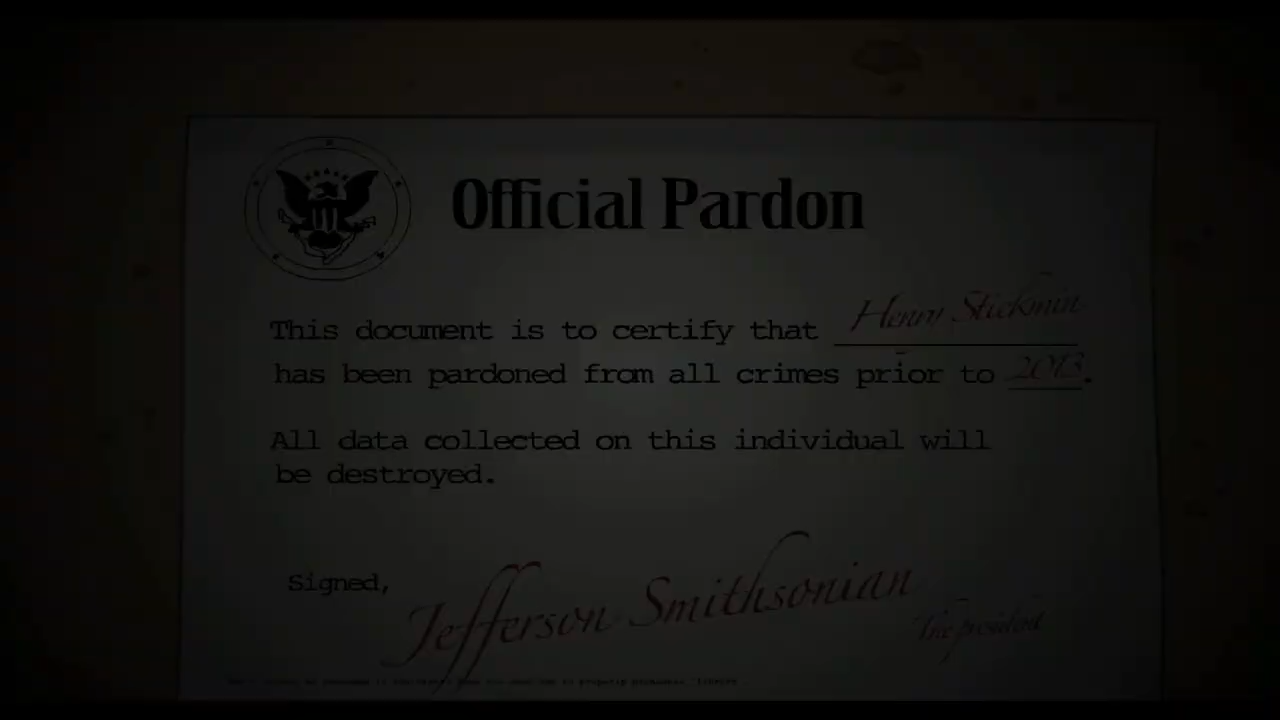 Official Pardon
This document is to certify that Henry Stickmin
has been pardoned from all crimes prior to 2013.
All data collected on this individual will
be destroyed.
Signed,
Jefferson Smithsonian
The president